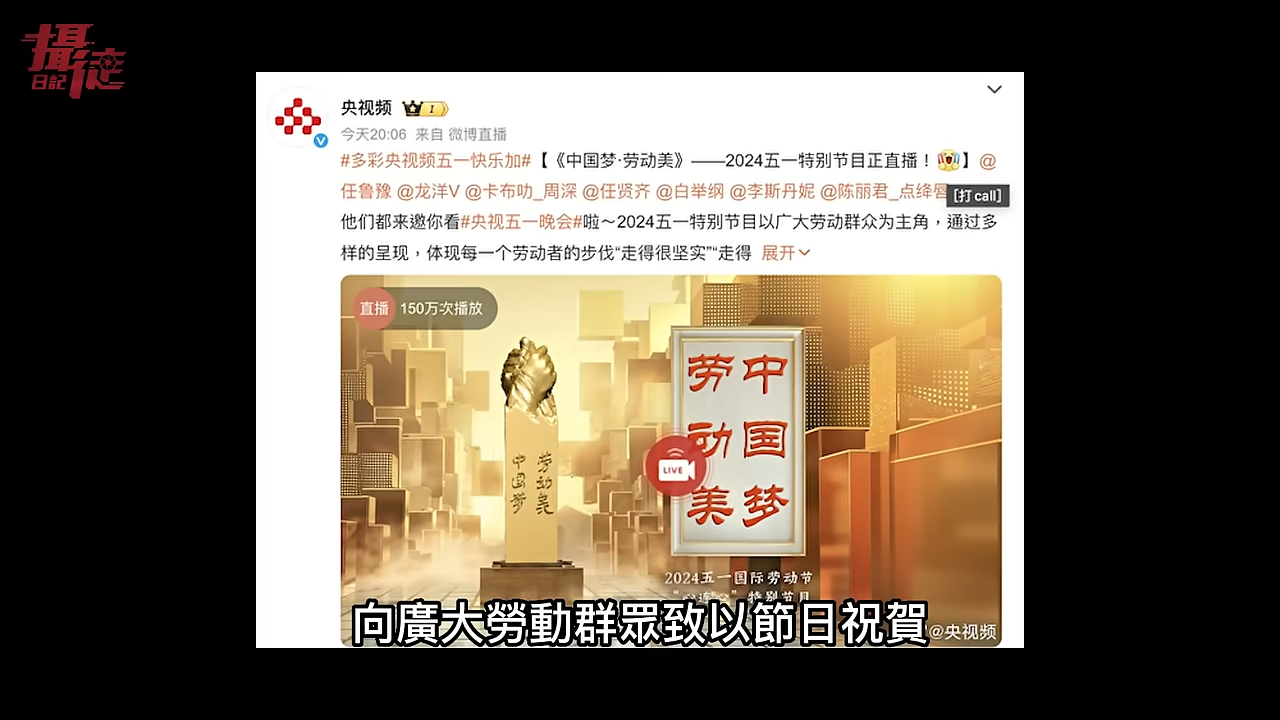 攝徒
日記
央视频
今天20:06 来自 微博直播
#多彩央视频五一快乐加#【《中国梦·劳动美》——2024五一特别节目正直播！】@
任鲁豫 @龙洋V @卡布叻_周深 @任贤齐 @白举纲 @李斯丹妮 @陈丽君_点绛唇
[打call]
他们都来邀你看#央视五一晚会#啦～2024五一特别节目以广大劳动群众为主角，通过多
样的呈现，体现每一个劳动者的步伐“走得很坚实”“走得 展开
直播 150万次播放
中国梦
劳动美
劳动美
中国梦
LIVE
2024五一国际劳动节
“心连心”特别节目
向廣大勞動群眾致以節日祝賀
@央视频